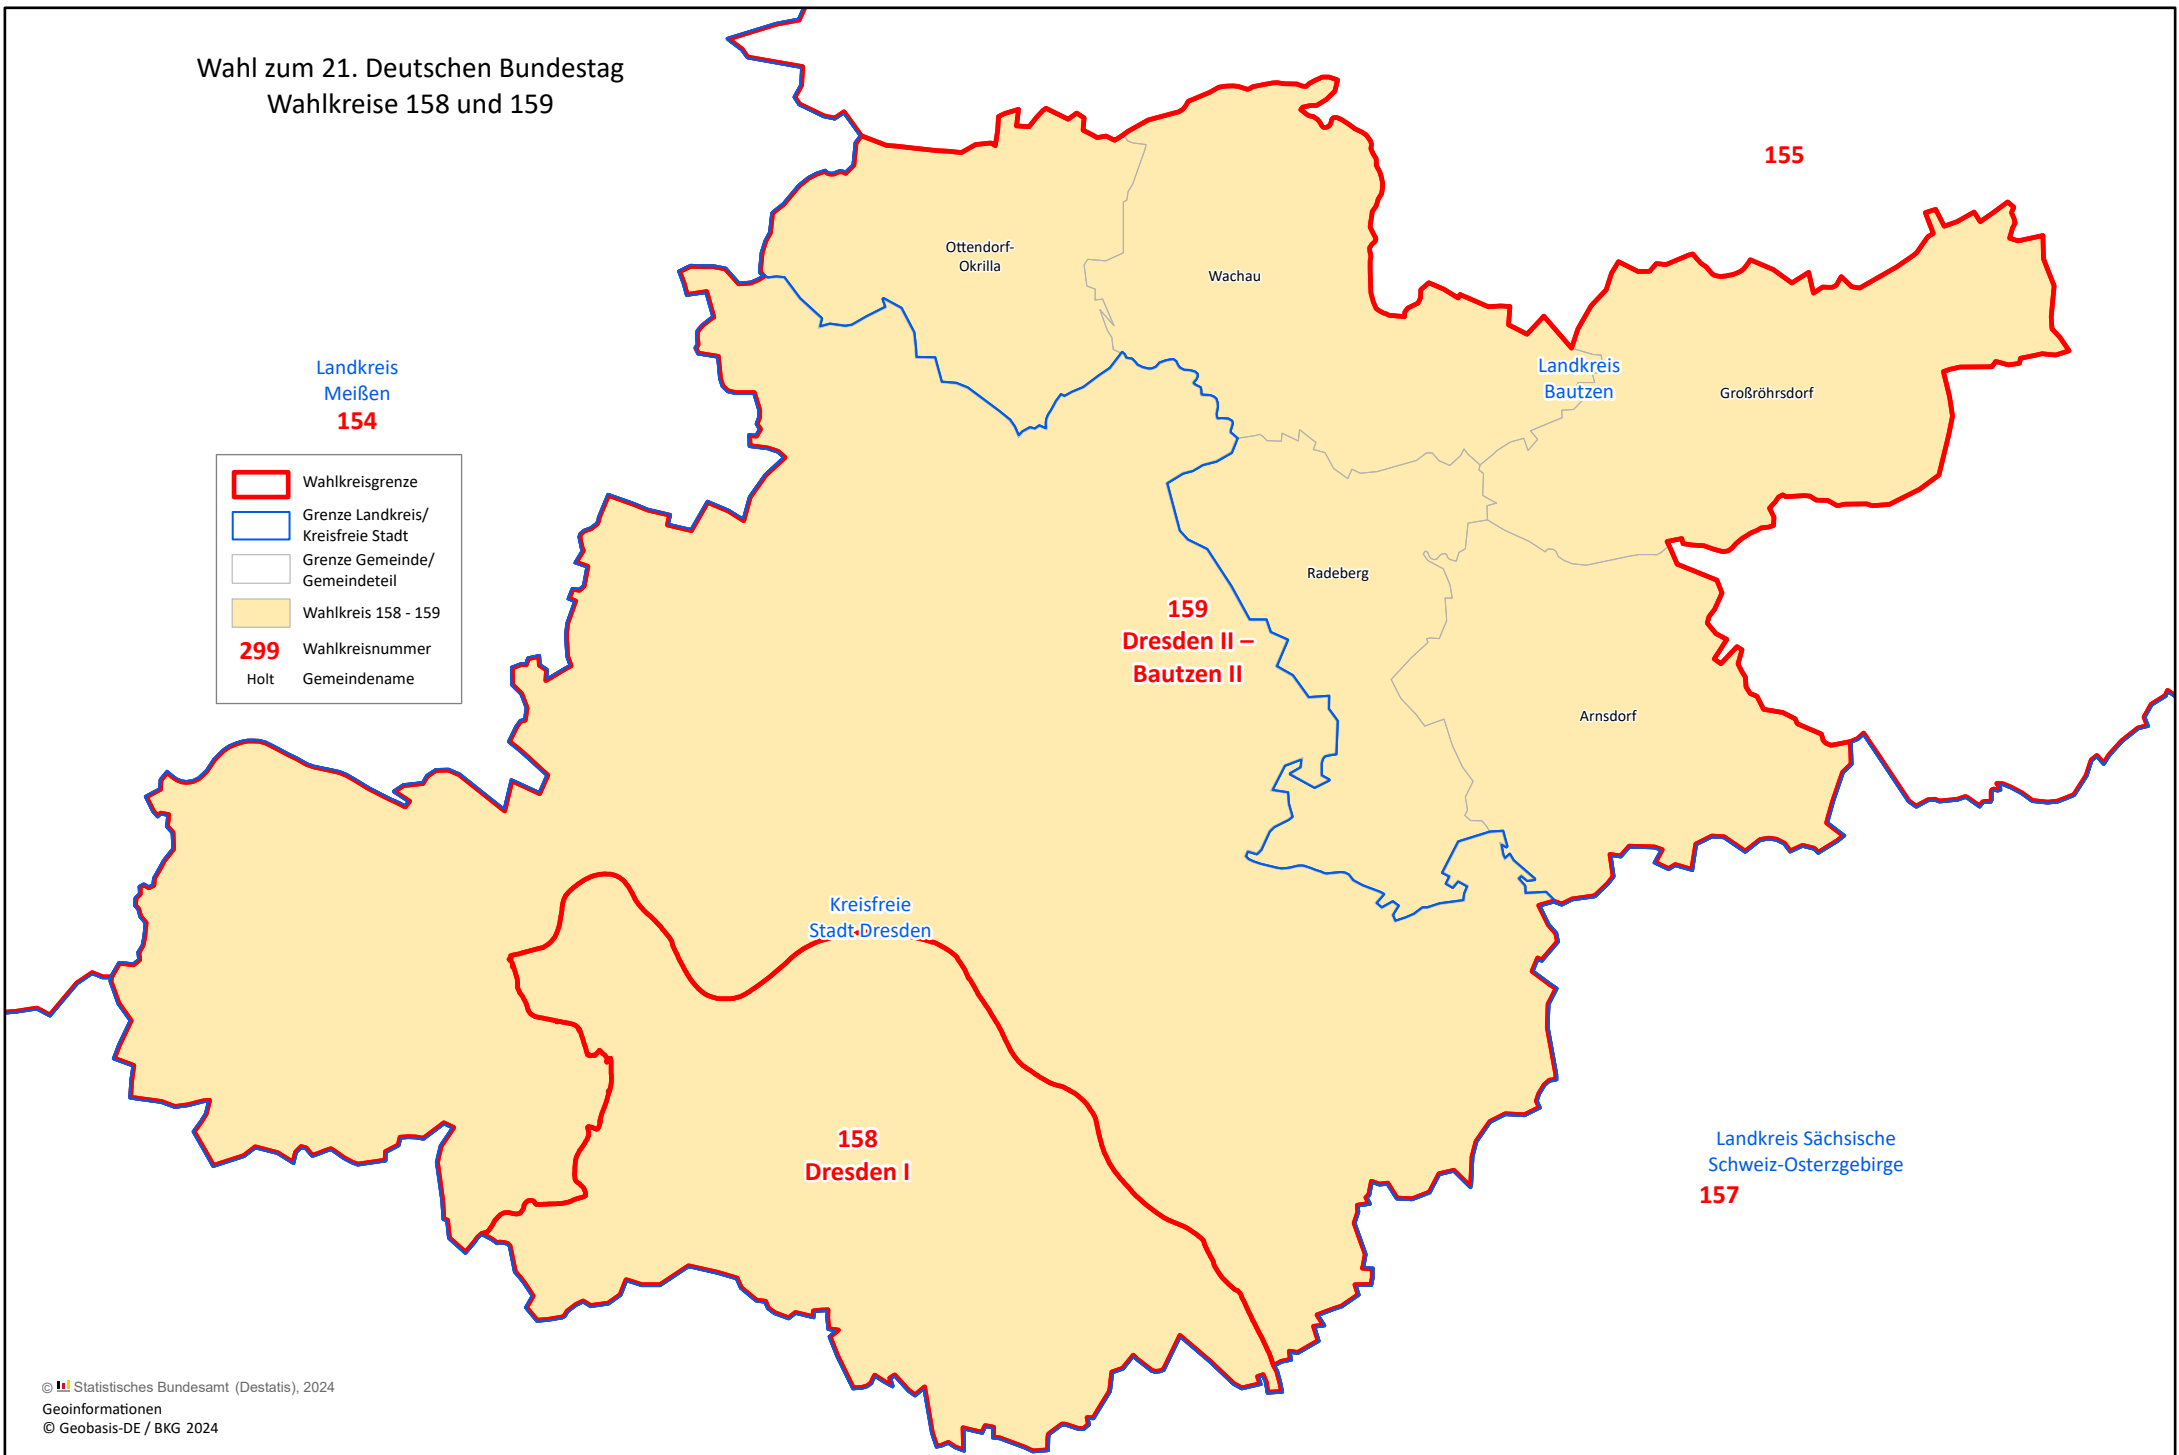 Wahl zum 21. Deutschen Bundestag
Wahlkreise 158 und 159
155
Ottendorf-
Okrilla
Wachau
Landkreis
Meißen
154
Landkreis
Bautzen
Großröhrsdorf
Wahlkreisgrenze
Grenze Landkreis/
Kreisfreie Stadt
Grenze Gemeinde/
Gemeindeteil
Wahlkreis 158 - 159
299 Wahlkreisnummer
Holt Gemeindename
Radeberg
159
Dresden II –
Bautzen II
Arnsdorf
Kreisfreie
Stadt Dresden
158
Dresden I
Landkreis Sächsische
Schweiz-Osterzgebirge
157
© Statistisches Bundesamt (Destatis), 2024
Geoinformationen
© Geobasis-DE / BKG 2024